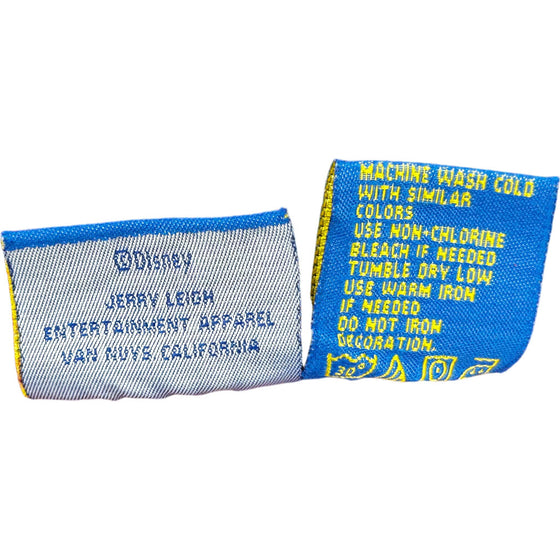 ©Disney
JERRY LEIGH
ENTERTAINMENT APPAREL
VAN NUYS CALIFORNIA
MACHINE WASH COLD
WITH SIMILAR
COLORS
USE NON-CHLORINE
BLEACH IF NEEDED
TUMBLE DRY LOW
USE WARM IRON
IF NEEDED
DO NOT IRON
DECORATION.
30°